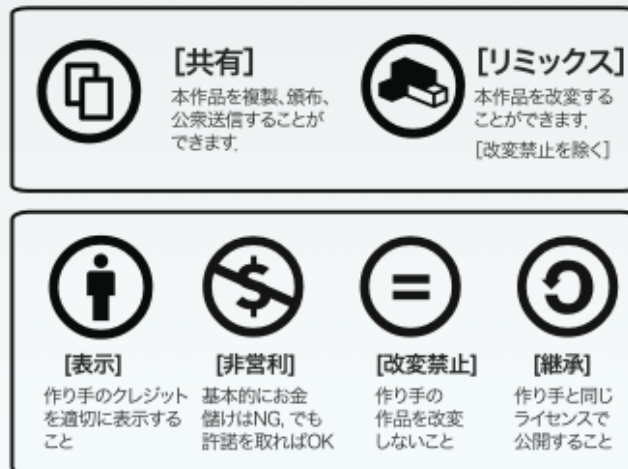 [共有]
本作品を複製、頒布、
公衆送信することが
できます.
[リミックス]
本作品を改変する
ことができます.
[改変禁止を除く]
[表示]
作り手のクレジット
を適切に表示する
こと
[非営利]
基本的にお金
儲けはNG, でも
許諾を取ればOK
[改変禁止]
作り手の
作品を改変
しないこと
[継承]
作り手と同じ
ライセンスで
公開すること